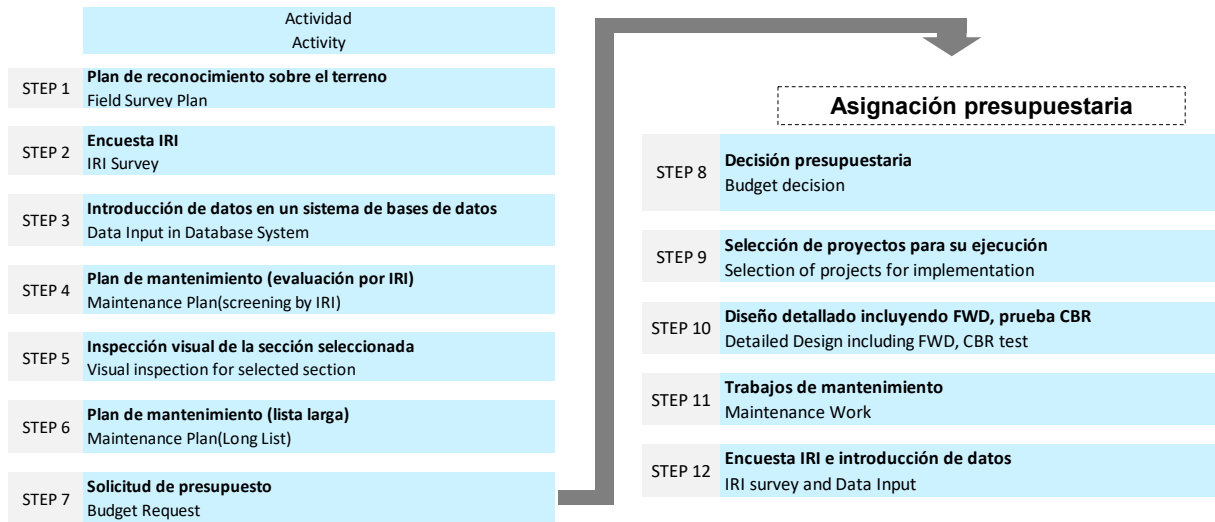 Actividad
Activity
STEP 1
Plan de reconocimiento sobre el terreno
Field Survey Plan
STEP 2
Encuesta IRI
IRI Survey
STEP 3
Introducción de datos en un sistema de bases de datos
Data Input in Database System
STEP 4
Plan de mantenimiento (evaluación por IRI)
Maintenance Plan(screening by IRI)
STEP 5
Inspección visual de la sección seleccionada
Visual inspection for selected section
STEP 6
Plan de mantenimiento (lista larga)
Maintenance Plan(Long List)
STEP 7
Solicitud de presupuesto
Budget Request
Asignación presupuestaria
STEP 8
Decisión presupuestaria
Budget decision
STEP 9
Selección de proyectos para su ejecución
Selection of projects for implementation
STEP 10
Diseño detallado incluyendo FWD, prueba CBR
Detailed Design including FWD, CBR test
STEP 11
Trabajos de mantenimiento
Maintenance Work
STEP 12
Encuesta IRI e introducción de datos
IRI survey and Data Input